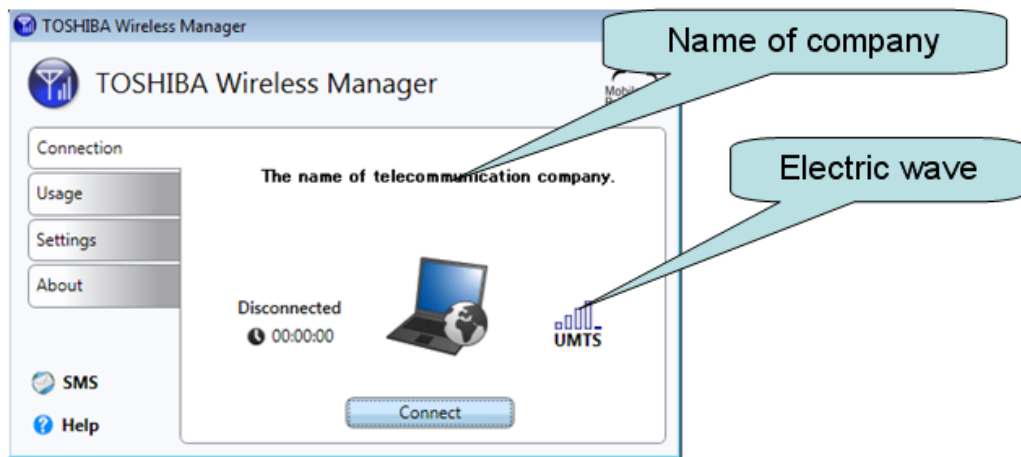 TOSHIBA Wireless Manager
Name of company
TOSHIBA Wireless Manager
Connection
The name of telecommunication company.
Electric wave
Usage
Settings
About
Disconnected
00:00:00
UMTS
SMS
Connect
Help